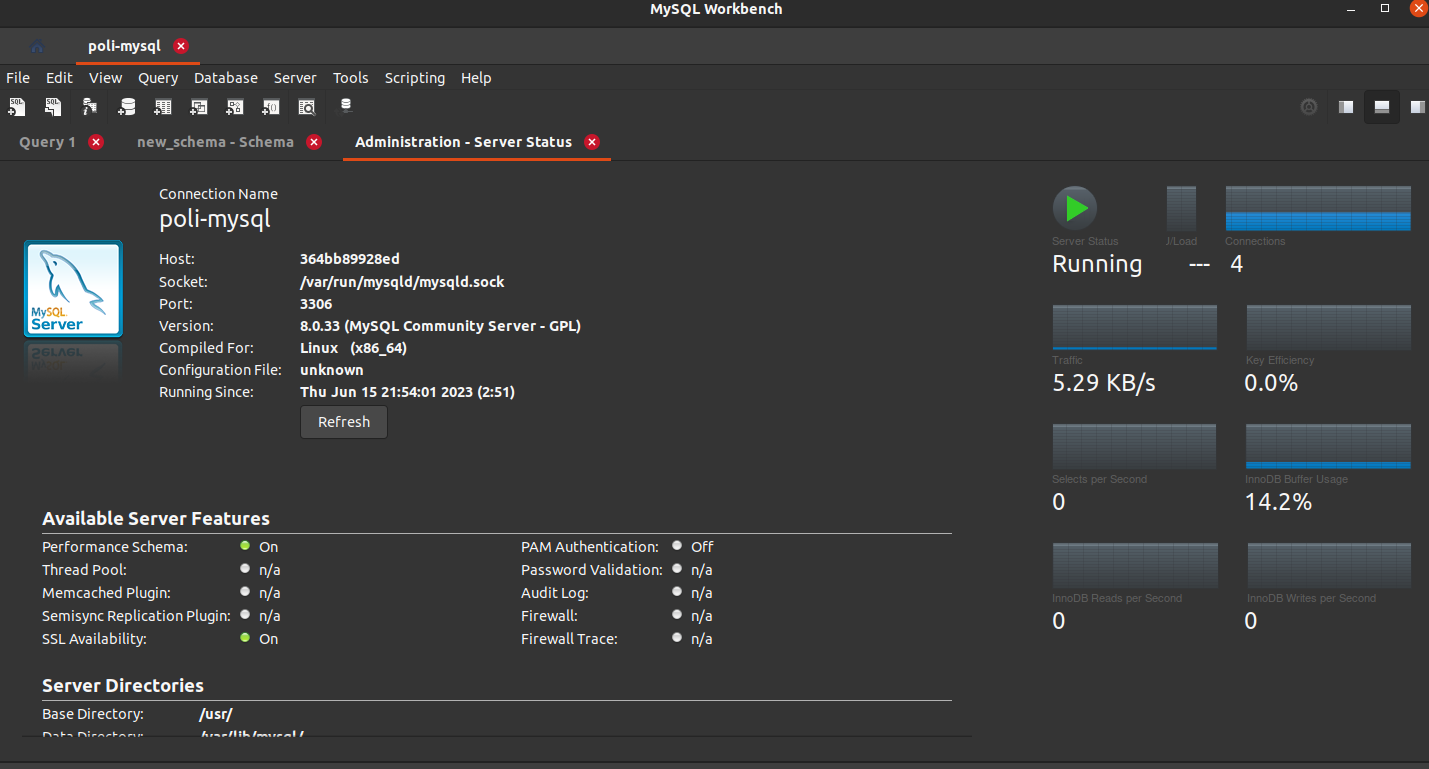 MySQL Workbench
poli-mysql
File Edit View Query Database Server Tools Scripting Help
Query 1 new_schema - Schema Administration - Server Status
Connection Name
poli-mysql
MySQL
Server
Host: 364bb89928ed
Socket: /var/run/mysqld/mysqld.sock
Port: 3306
Version: 8.0.33 (MySQL Community Server - GPL)
Compiled For: Linux (x86_64)
Configuration File: unknown
Running Since: Thu Jun 15 21:54:01 2023 (2:51)
Refresh
Available Server Features
Performance Schema: On
Thread Pool: n/a
Memcached Plugin: n/a
Semisync Replication Plugin: n/a
SSL Availability: On
PAM Authentication: Off
Password Validation: n/a
Audit Log: n/a
Firewall: n/a
Firewall Trace: n/a
Server Directories
Base Directory: /usr/
Data Directory: /var/lib/mysql/
Server Status
Running
J/Load
---
Connections
4
Traffic
5.29 KB/s
Key Efficiency
0.0%
Selects per Second
0
InnoDB Buffer Usage
14.2%
InnoDB Reads per Second
0
InnoDB Writes per Second
0